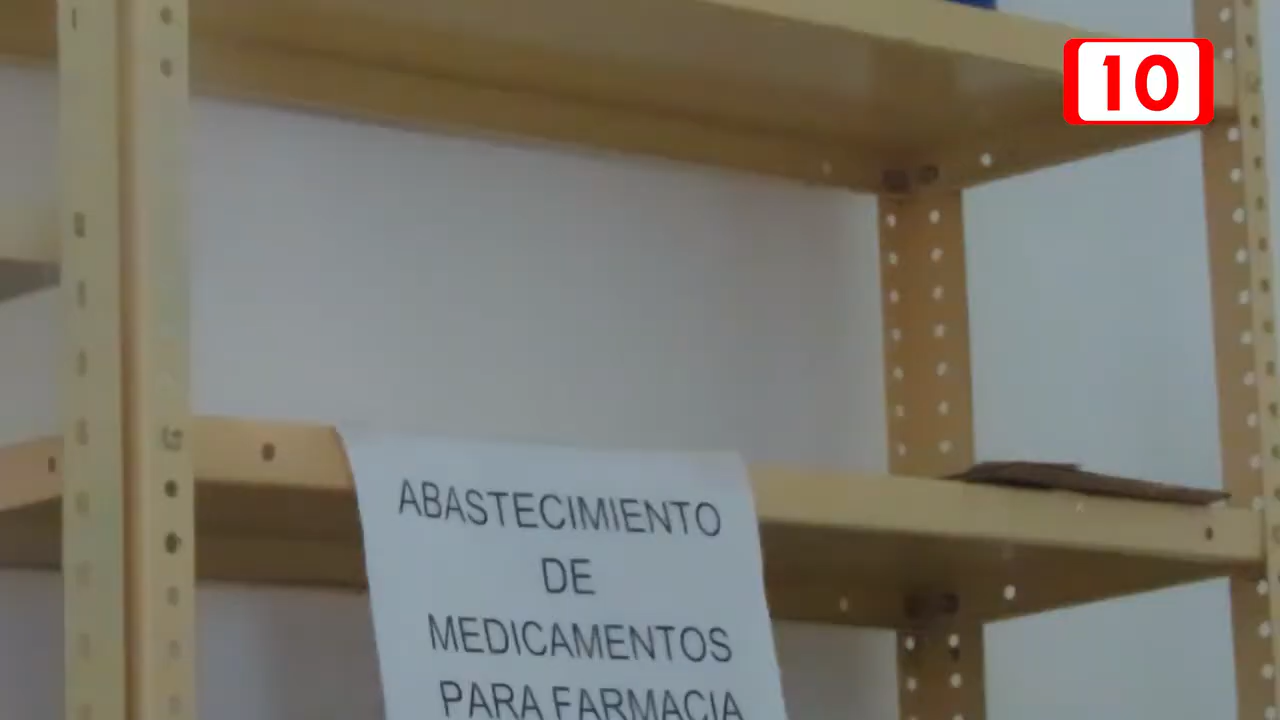 10
ABASTECIMIENTO
DE
MEDICAMENTOS
PARA FARMACIA